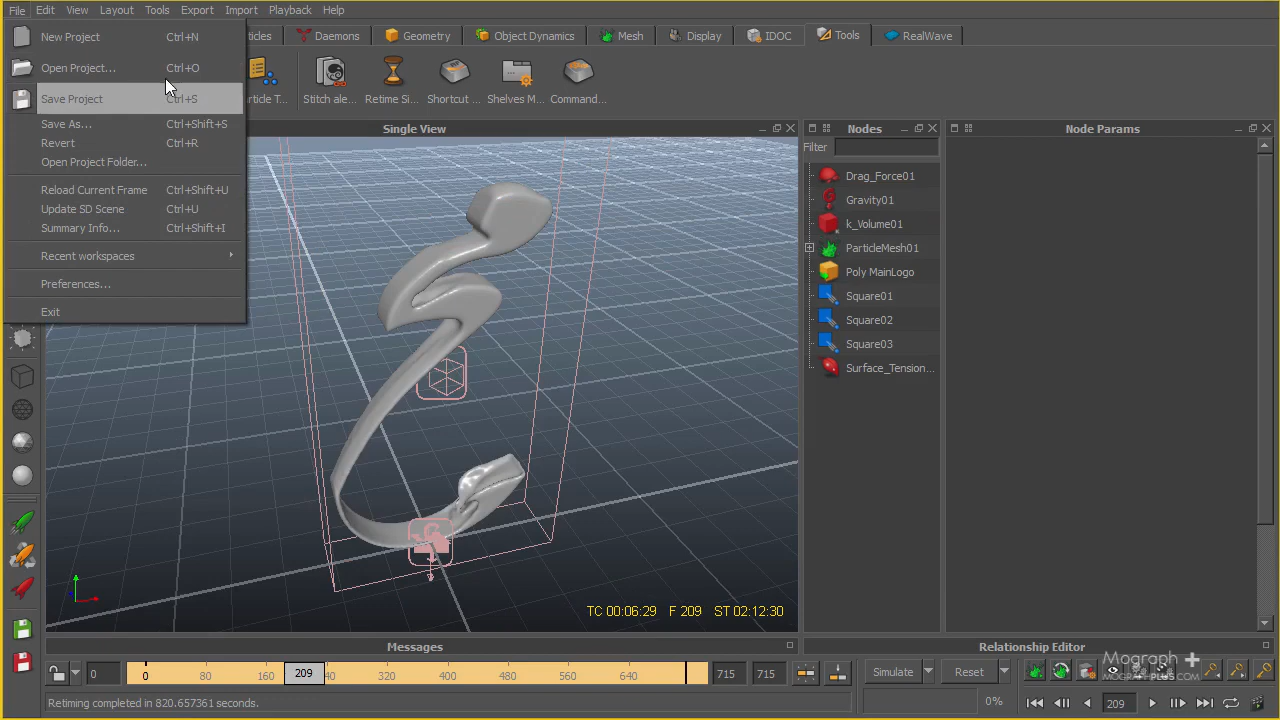 File Edit View Layout Tools Export Import Playback Help
New Project Ctrl+N
Open Project... Ctrl+O
Save Project Ctrl+S
Save As... Ctrl+Shift+S
Revert Ctrl+R
Open Project Folder...
Reload Current Frame Ctrl+Shift+U
Update SD Scene Ctrl+U
Summary Info... Ctrl+Shift+I
Recent workspaces
Preferences...
Exit
Daemons Geometry Object Dynamics Mesh Display IDOC Tools RealWave
Stitch ale... Retime Si... Shortcut ... Shelves M... Command...
Single View
TC 00:06:29 F 209 ST 02:12:30
Nodes
Filter
Drag_Force01
Gravity01
k_Volume01
ParticleMesh01
Poly MainLogo
Square01
Square02
Square03
Surface_Tension...
Node Params
Messages
Relationship Editor
0 0 80 160 209 40 320 400 480 560 640 715 715
Simulate Reset
Mograph +
MOGRAPHPLUS.COM
Retiming completed in 820.657361 seconds.
0% 209